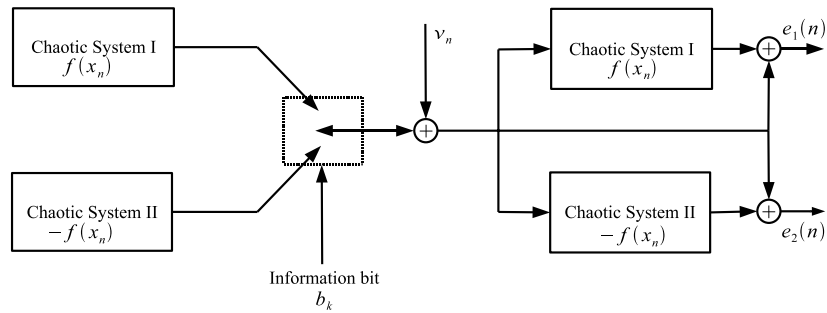 Chaotic System I
f(xₙ)
Chaotic System II
−f(xₙ)
Information bit
bₖ
νₙ
+
Chaotic System I
f(xₙ)
+
e₁(n)
Chaotic System II
−f(xₙ)
+
e₂(n)